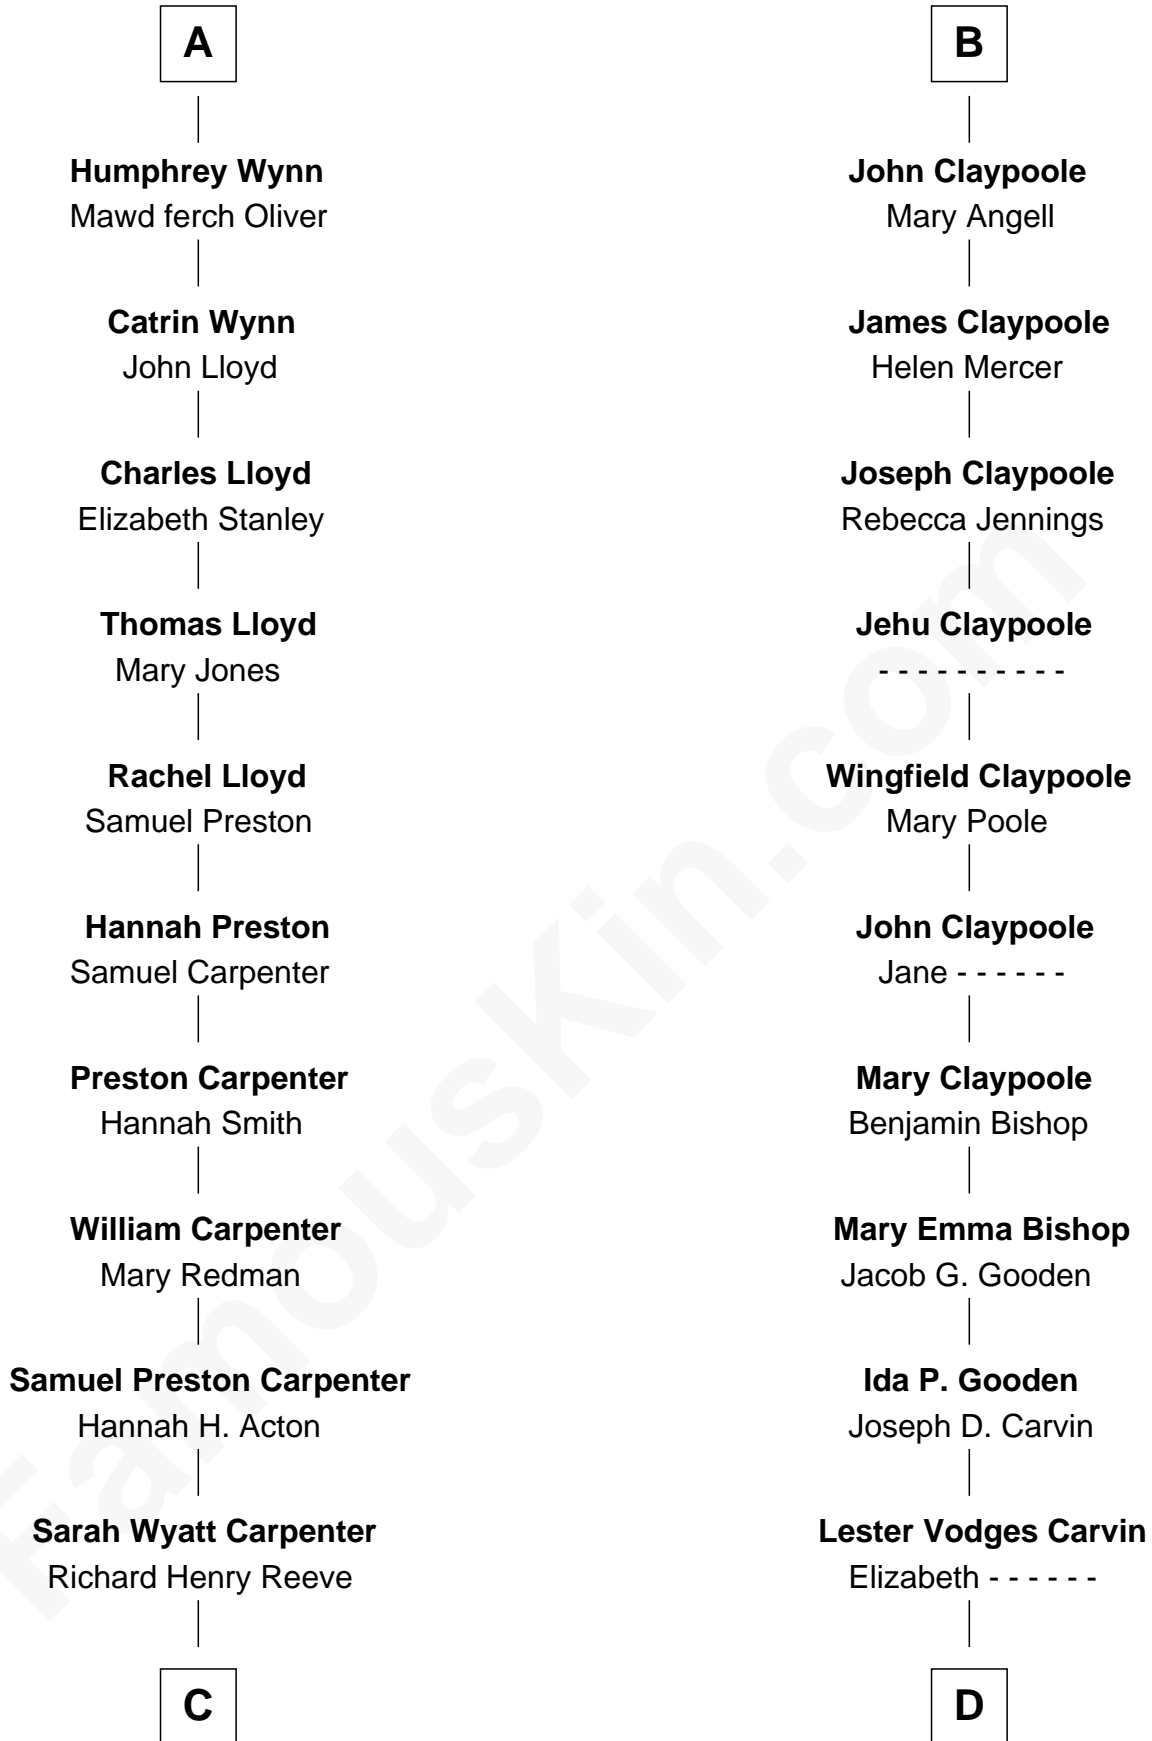 A
Humphrey Wynn
Mawd ferch Oliver
Catrin Wynn
John Lloyd
Charles Lloyd
Elizabeth Stanley
Thomas Lloyd
Mary Jones
Rachel Lloyd
Samuel Preston
Hannah Preston
Samuel Carpenter
Preston Carpenter
Hannah Smith
William Carpenter
Mary Redman
Samuel Preston Carpenter
Hannah H. Acton
Sarah Wyatt Carpenter
Richard Henry Reeve
C
B
John Claypoole
Mary Angell
James Claypoole
Helen Mercer
Joseph Claypoole
Rebecca Jennings
Jehu Claypoole
- - - - - - - - - -
Wingfield Claypoole
Mary Poole
John Claypoole
Jane - - - - - -
Mary Claypoole
Benjamin Bishop
Mary Emma Bishop
Jacob G. Gooden
Ida P. Gooden
Joseph D. Carvin
Lester Vodges Carvin
Elizabeth - - - - - -
D
FamousKin.com